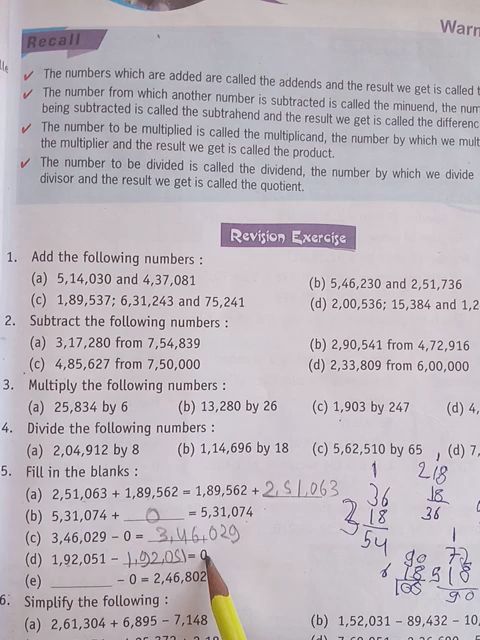 Warn
Recall
✓ The numbers which are added are called the addends and the result we get is called t
✓ The number from which another number is subtracted is called the minuend, the num
being subtracted is called the subtrahend and the result we get is called the differenc
✓ The number to be multiplied is called the multiplicand, the number by which we mult
the multiplier and the result we get is called the product.
✓ The number to be divided is called the dividend, the number by which we divide
divisor and the result we get is called the quotient.
Revision Exercise
1. Add the following numbers :
(a) 5,14,030 and 4,37,081 (b) 5,46,230 and 2,51,736
(c) 1,89,537; 6,31,243 and 75,241 (d) 2,00,536; 15,384 and 1,2
2. Subtract the following numbers :
(a) 3,17,280 from 7,54,839 (b) 2,90,541 from 4,72,916
(c) 4,85,627 from 7,50,000 (d) 2,33,809 from 6,00,000
3. Multiply the following numbers :
(a) 25,834 by 6 (b) 13,280 by 26 (c) 1,903 by 247 (d) 4,
4. Divide the following numbers :
(a) 2,04,912 by 8 (b) 1,14,696 by 18 (c) 5,62,510 by 65 (d) 7,
5. Fill in the blanks :
(a) 2,51,063 + 1,89,562 = 1,89,562 + 2,51,063
(b) 5,31,074 + 0 = 5,31,074
(c) 3,46,029 – 0 = 3,46,029
(d) 1,92,051 – 1,92,051 = 0
(e) ________ – 0 = 2,46,802
1 218
36 18
18 36
54
1
90 72
18 18
108 90
6. Simplify the following :
(a) 2,61,304 + 6,895 – 7,148 (b) 1,52,031 – 89,432 – 10,